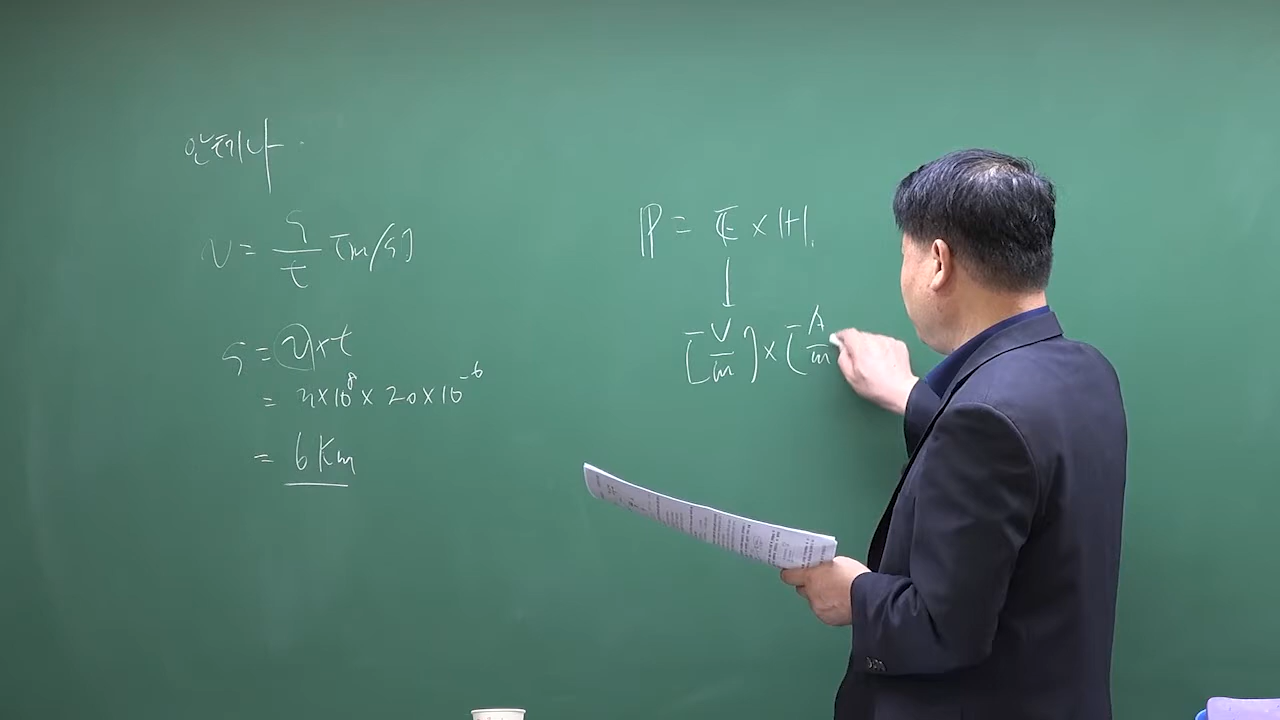 안테나
v = s/t [m/s]
s = v×t
= 3×10⁸ × 20×10⁻⁶
= 6 Km
ℙ = 𝔼 × ℍ.
↓
[V/m] × [A/m